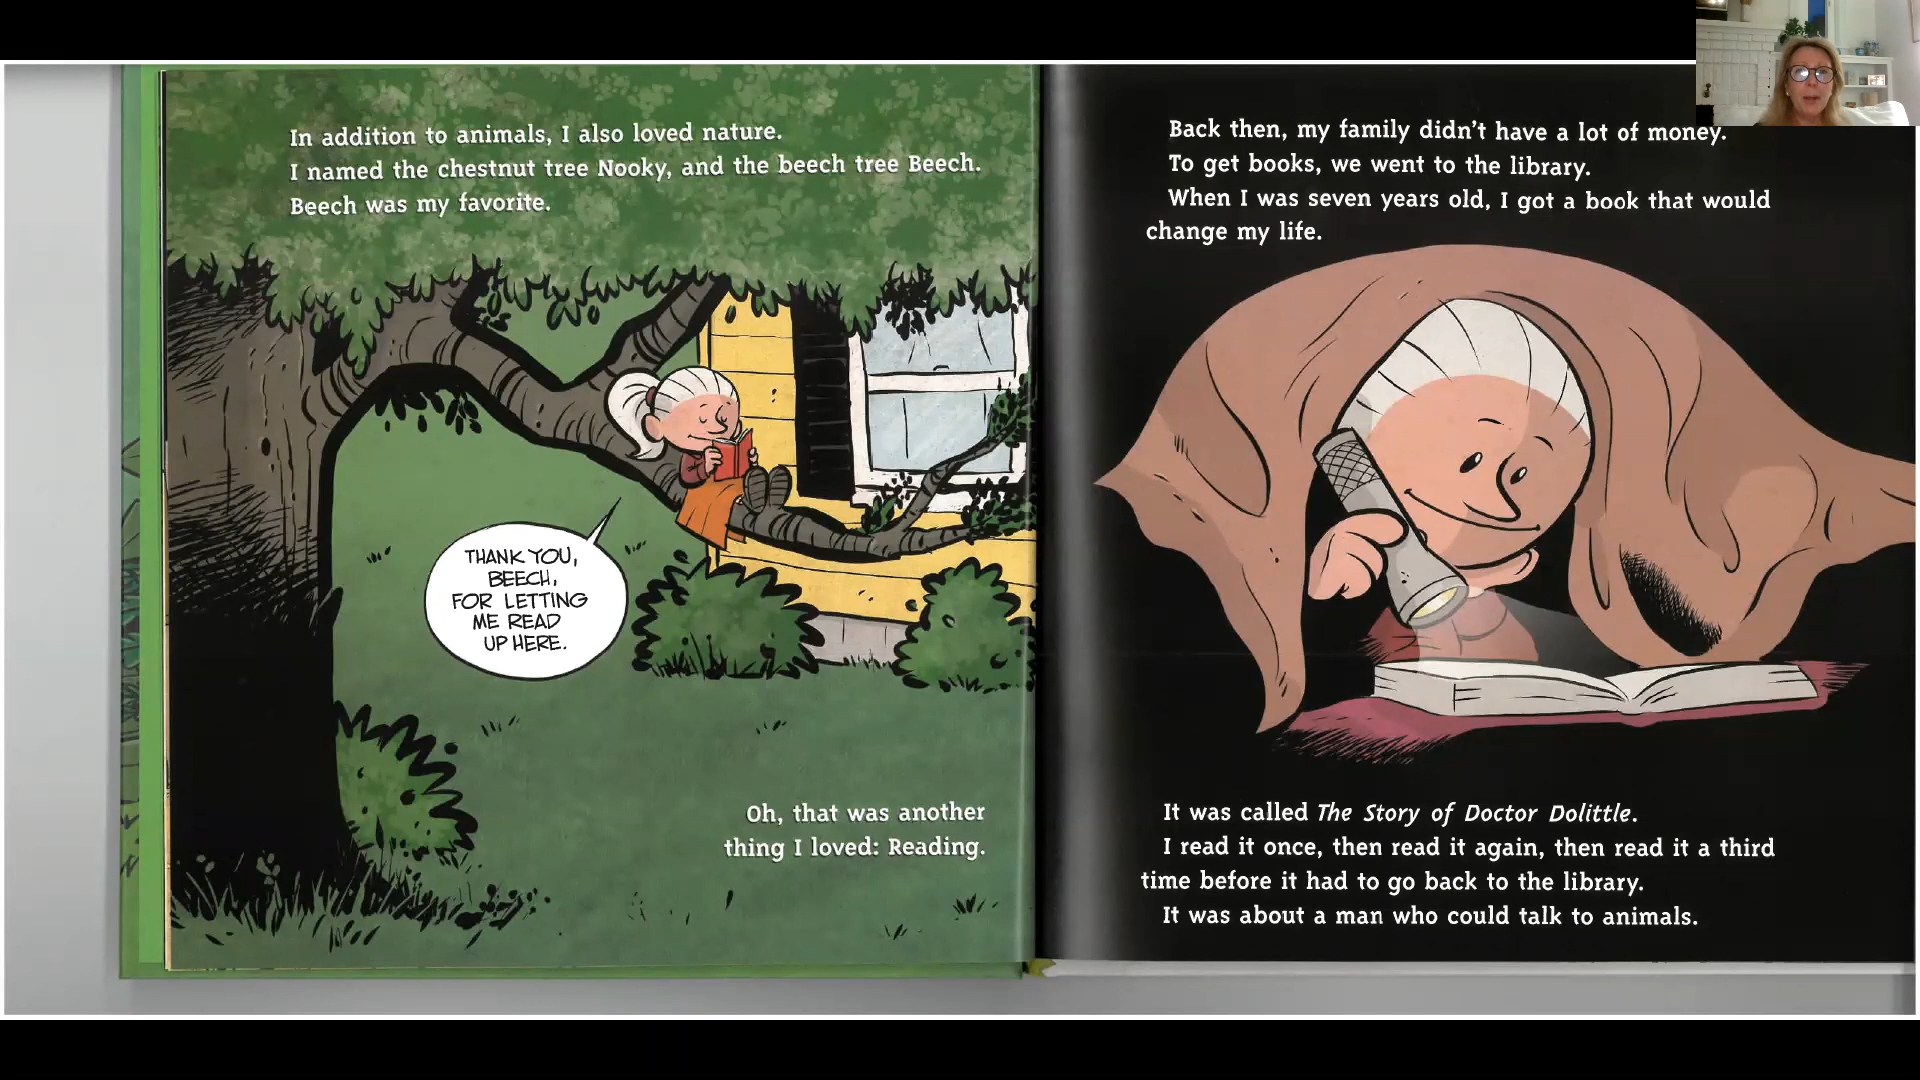 In addition to animals, I also loved nature.
I named the chestnut tree Nooky, and the beech tree Beech.
Beech was my favorite.
THANK YOU,
BEECH,
FOR LETTING
ME READ
UP HERE.
Oh, that was another
thing I loved: Reading.
Back then, my family didn't have a lot of money.
To get books, we went to the library.
When I was seven years old, I got a book that would
change my life.
It was called The Story of Doctor Dolittle.
I read it once, then read it again, then read it a third
time before it had to go back to the library.
It was about a man who could talk to animals.